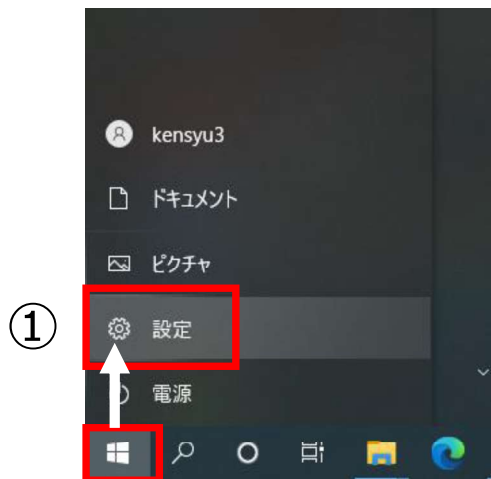 kensyu3
ドキュメント
ピクチャ
①
設定
電源